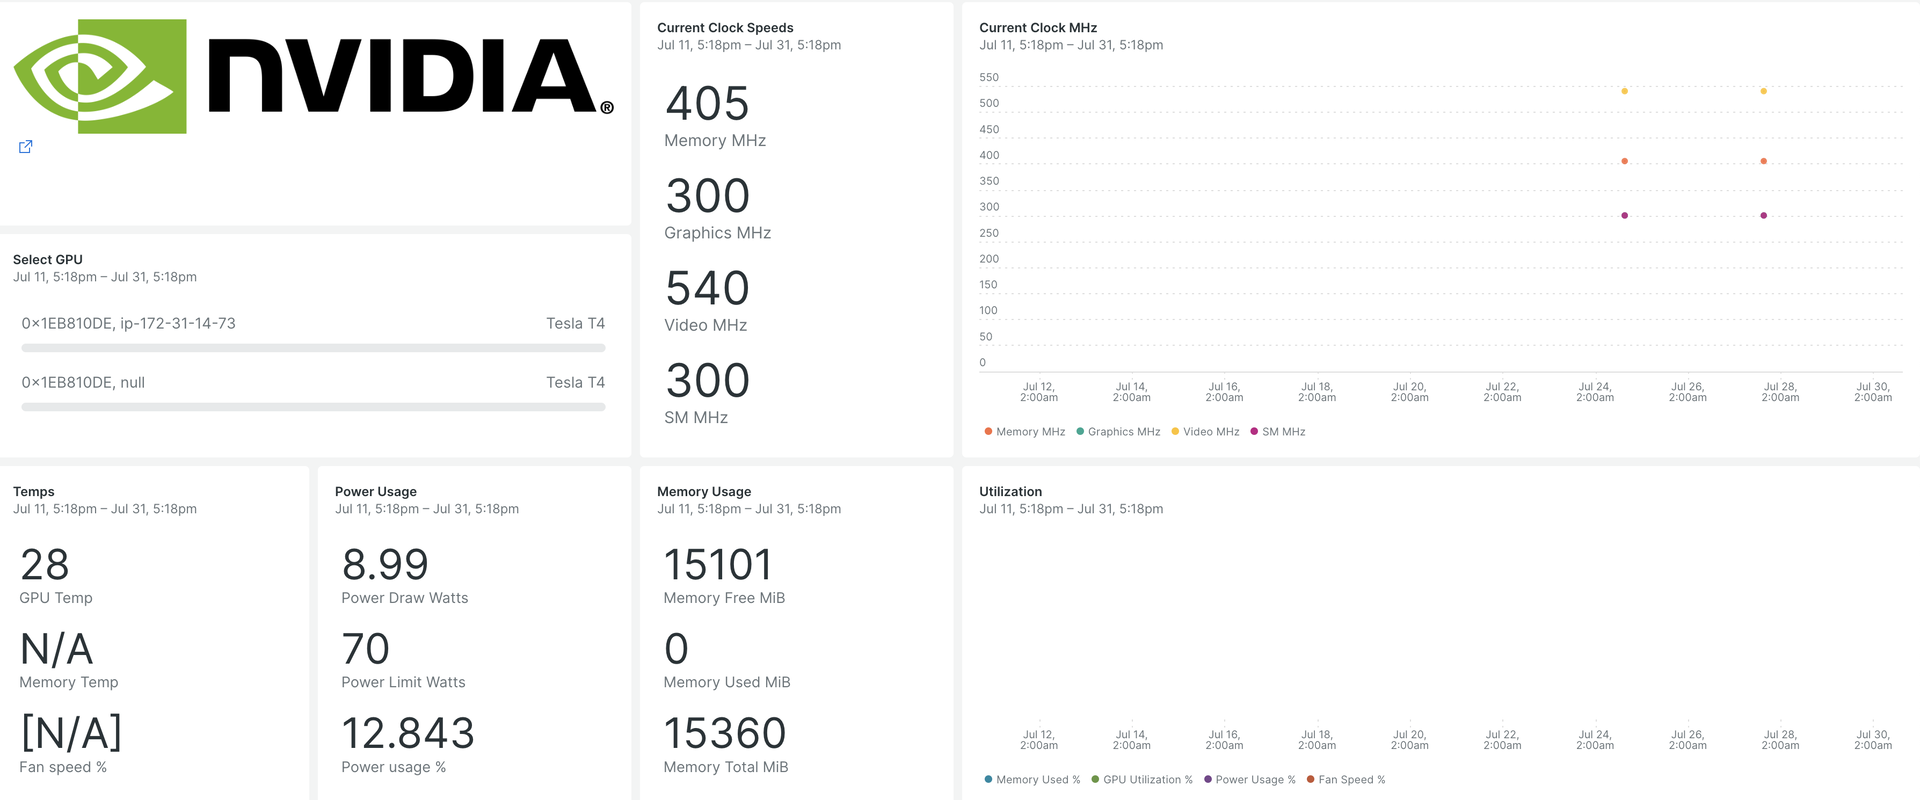 NVIDIA®
Select GPU
Jul 11, 5:18pm – Jul 31, 5:18pm
0x1EB810DE, ip-172-31-14-73 Tesla T4
0x1EB810DE, null Tesla T4
Current Clock Speeds
Jul 11, 5:18pm – Jul 31, 5:18pm
405
Memory MHz
300
Graphics MHz
540
Video MHz
300
SM MHz
Current Clock MHz
Jul 11, 5:18pm – Jul 31, 5:18pm
550
500
450
400
350
300
250
200
150
100
50
0
Jul 12, Jul 14, Jul 16, Jul 18, Jul 20, Jul 22, Jul 24, Jul 26, Jul 28, Jul 30,
2:00am 2:00am 2:00am 2:00am 2:00am 2:00am 2:00am 2:00am 2:00am 2:00am
Memory MHz Graphics MHz Video MHz SM MHz
Temps
Jul 11, 5:18pm – Jul 31, 5:18pm
28
GPU Temp
N/A
Memory Temp
[N/A]
Fan speed %
Power Usage
Jul 11, 5:18pm – Jul 31, 5:18pm
8.99
Power Draw Watts
70
Power Limit Watts
12.843
Power usage %
Memory Usage
Jul 11, 5:18pm – Jul 31, 5:18pm
15101
Memory Free MiB
0
Memory Used MiB
15360
Memory Total MiB
Utilization
Jul 11, 5:18pm – Jul 31, 5:18pm
Jul 12, Jul 14, Jul 16, Jul 18, Jul 20, Jul 22, Jul 24, Jul 26, Jul 28, Jul 30,
2:00am 2:00am 2:00am 2:00am 2:00am 2:00am 2:00am 2:00am 2:00am 2:00am
Memory Used % GPU Utilization % Power Usage % Fan Speed %